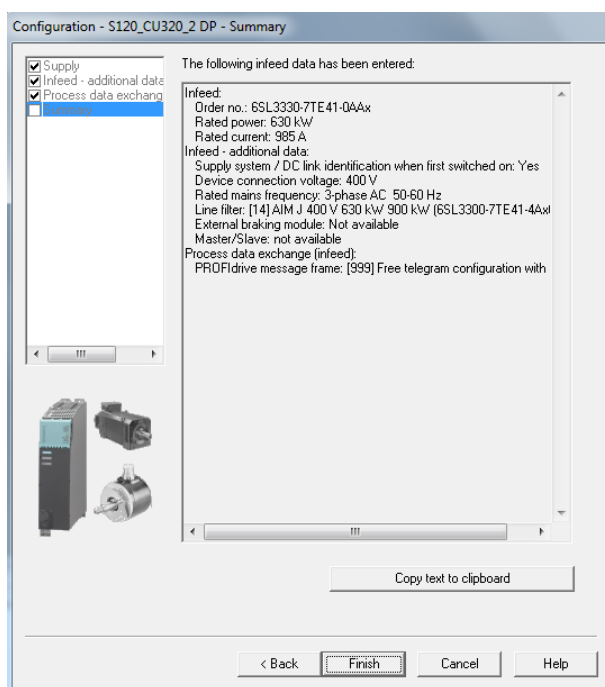 Configuration - S120_CU320_2 DP - Summary
Supply
Infeed - additional data
Process data exchang
Summary
The following infeed data has been entered:
Infeed:
Order no.: 6SL3330-7TE41-0AAx
Rated power: 630 kW
Rated current: 985 A
Infeed - additional data:
Supply system / DC link identification when first switched on: Yes
Device connection voltage: 400 V
Rated mains frequency: 3-phase AC 50-60 Hz
Line filter: [14] AIM J 400 V 630 kW 900 kW (6SL3300-7TE41-4Ax
External braking module: Not available
Master/Slave: not available
Process data exchange (infeed):
PROFIdrive message frame: [999] Free telegram configuration with
Copy text to clipboard
< Back
Finish
Cancel
Help